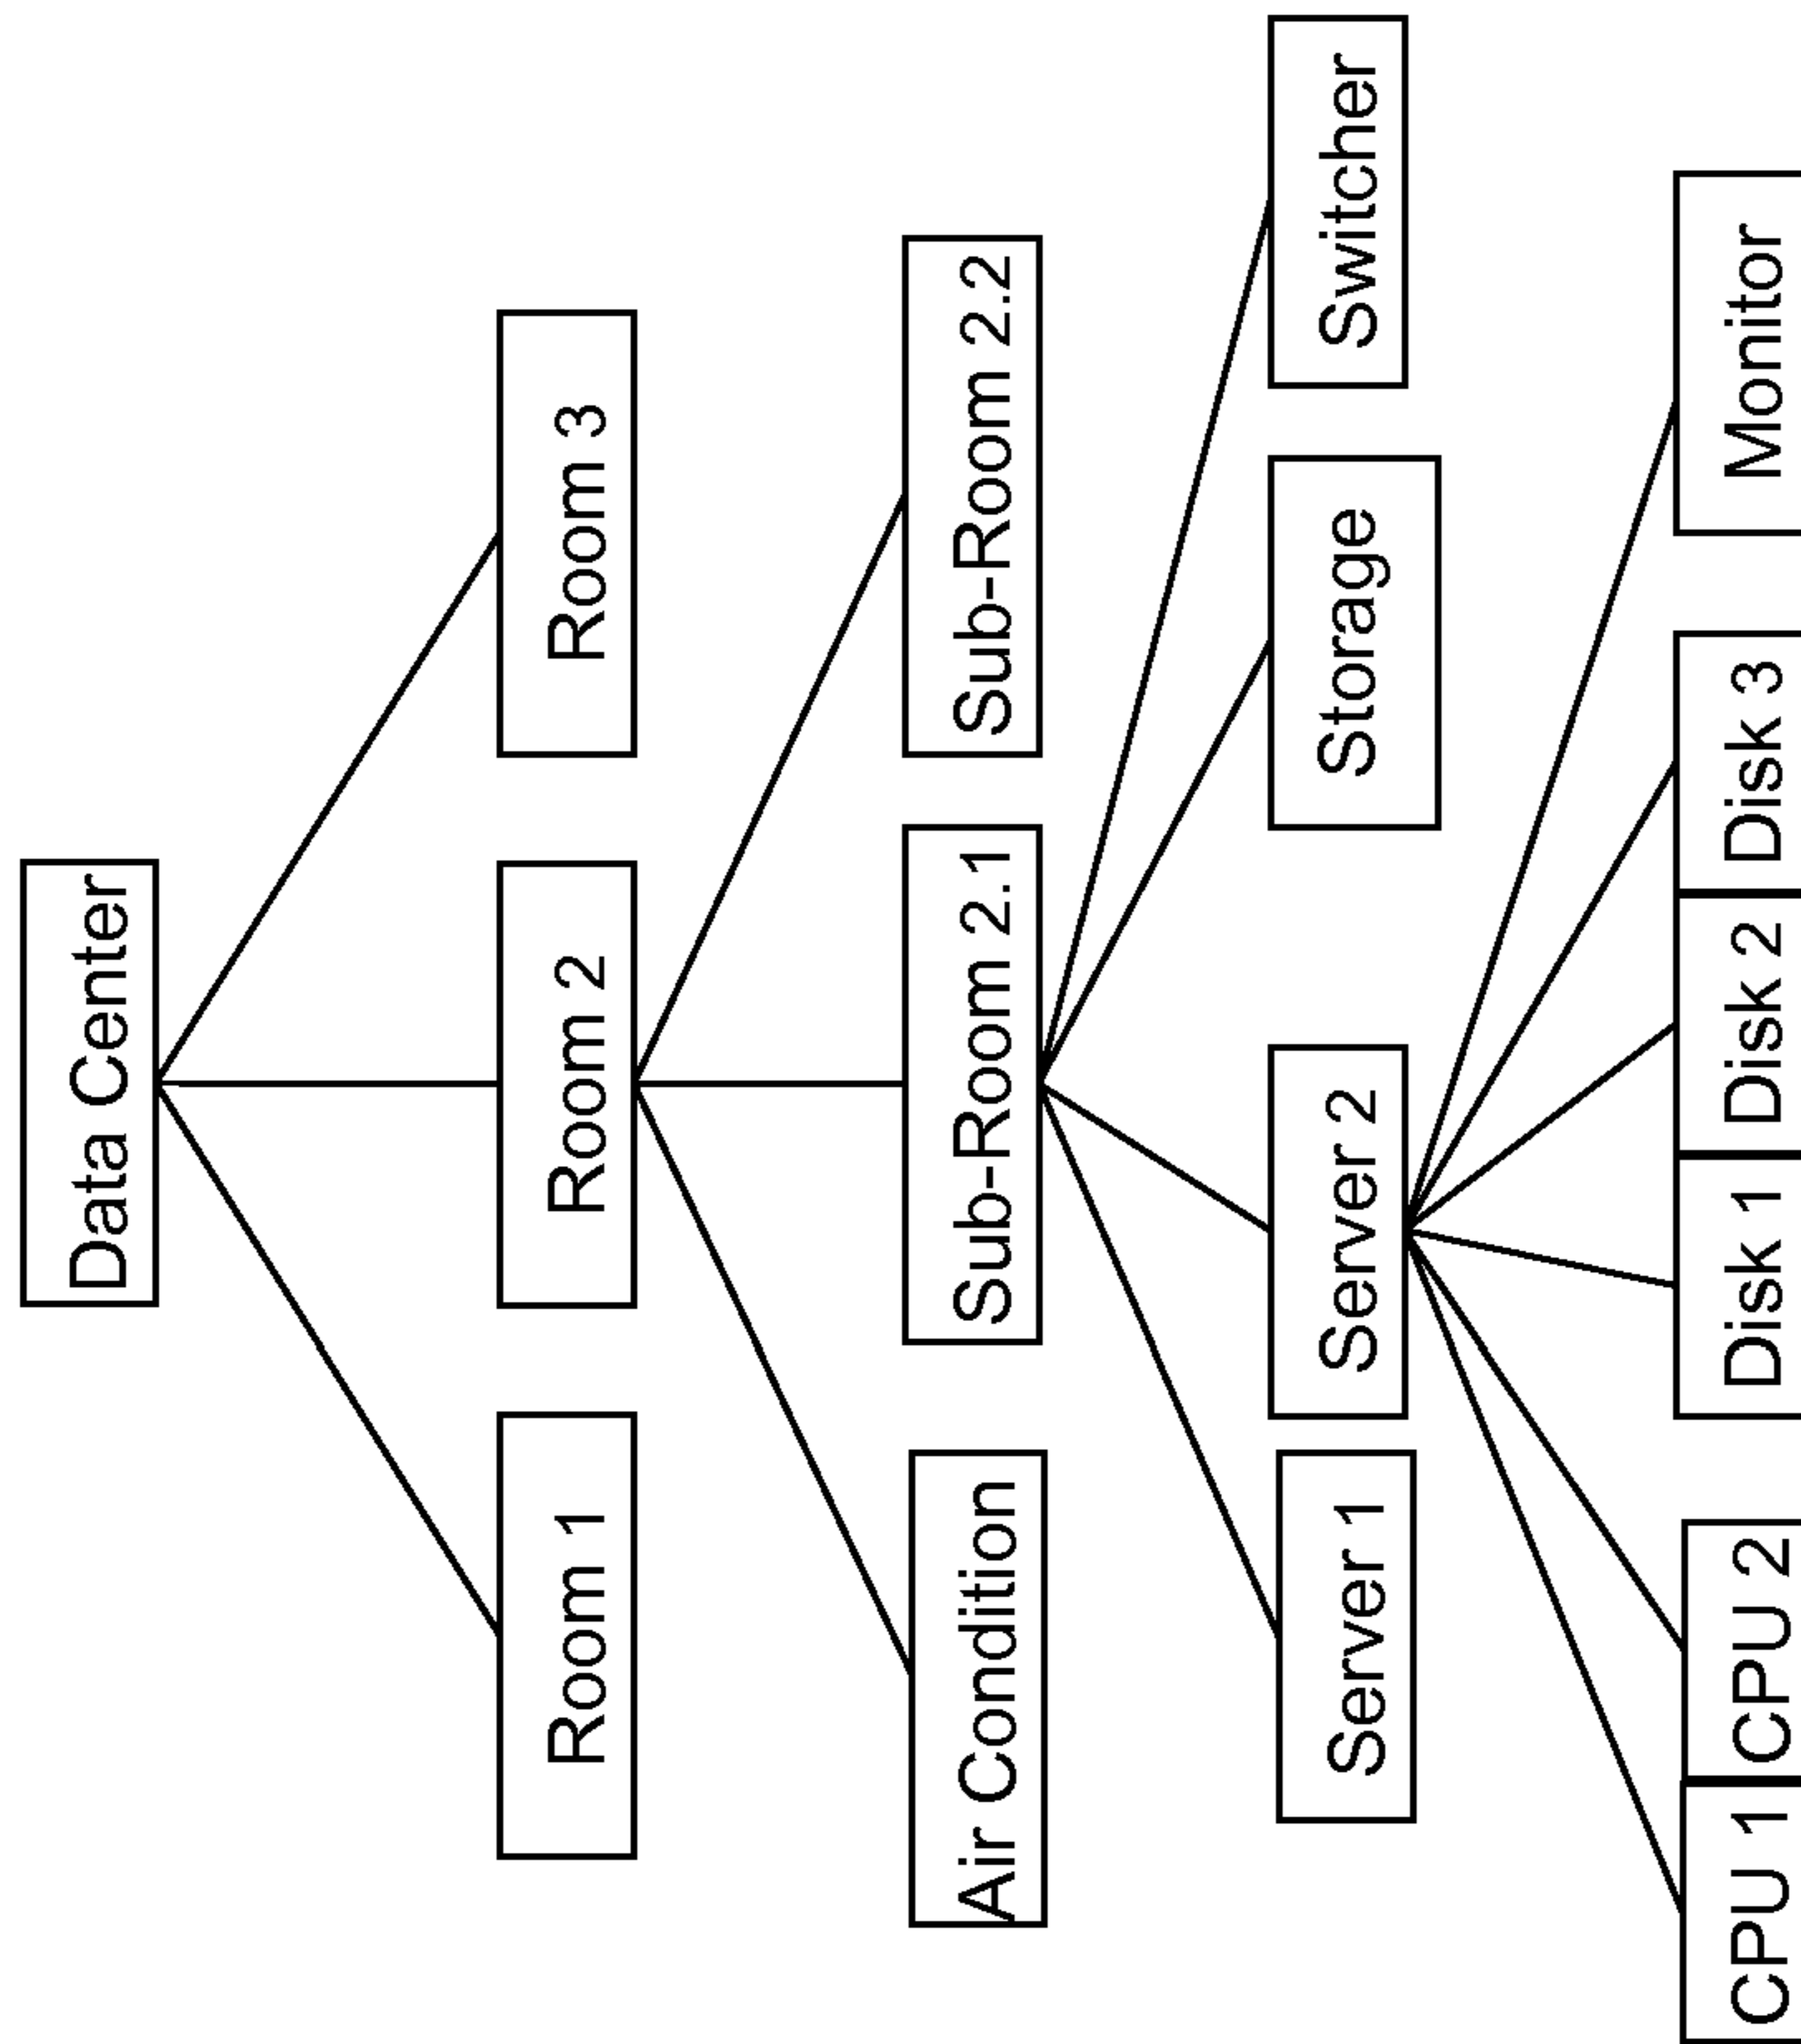 Data Center
Room 1
Room 2
Room 3
Air Condition
Sub-Room 2.1
Sub-Room 2.2
Server 1
Server 2
Storage
Switcher
CPU 1
CPU 2
Disk 1
Disk 2
Disk 3
Monitor